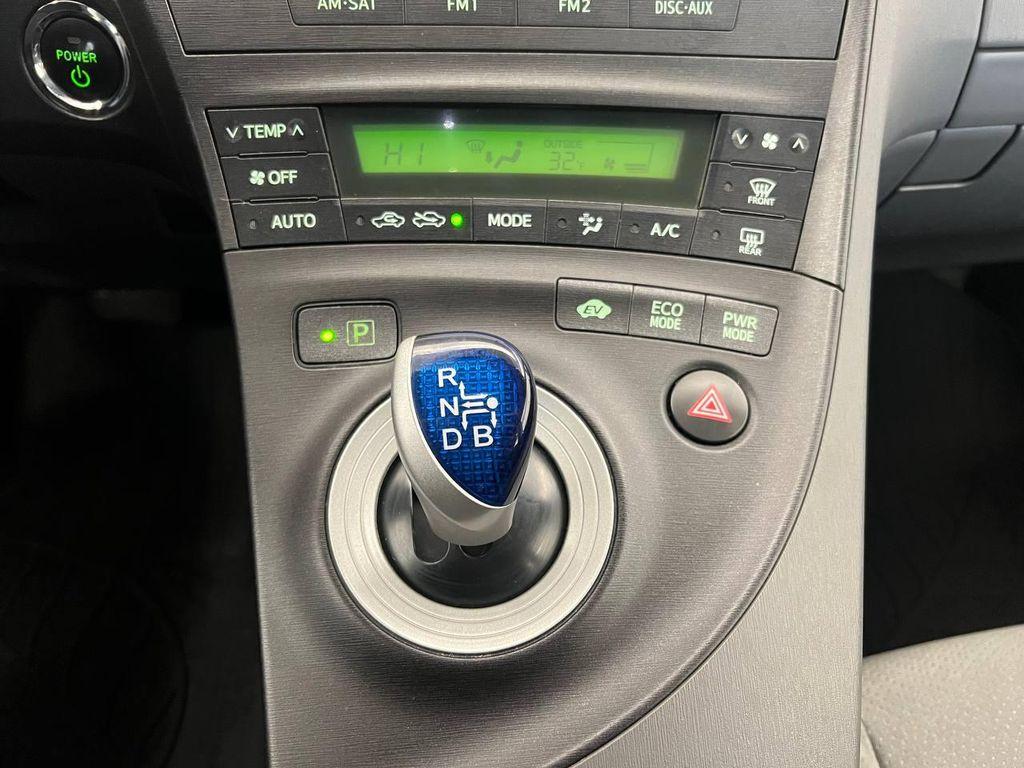 AM·SAT FM1 FM2 DISC·AUX
POWER
TEMP
OFF
AUTO
HI
OUTSIDE
32°F
MODE
A/C
FRONT
REAR
P
EV
ECO
MODE
PWR
MODE
R
N
D B